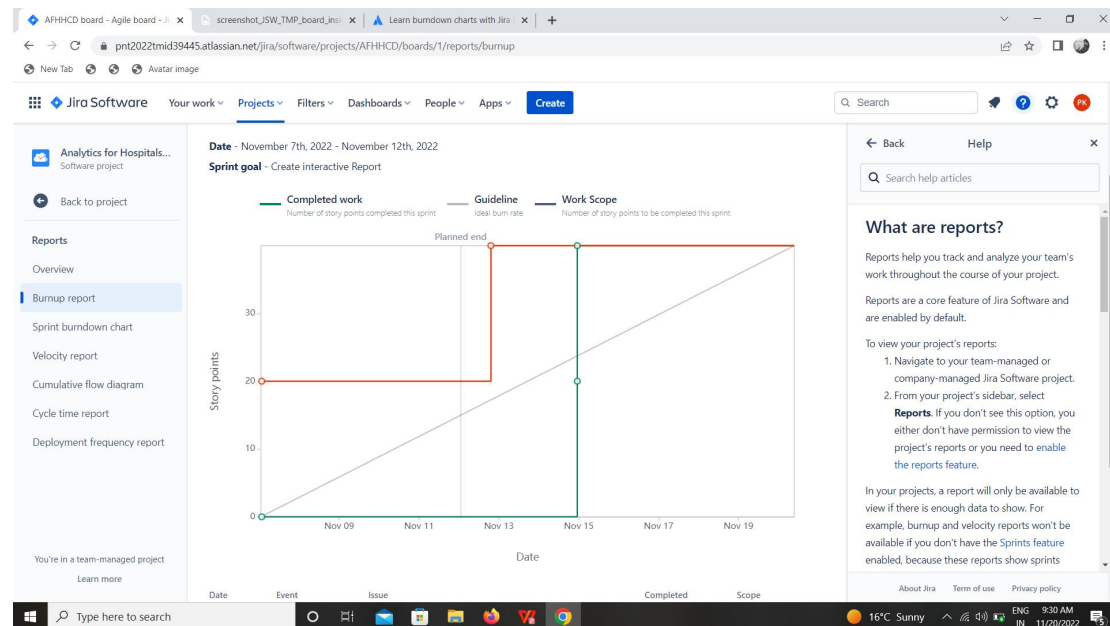 AFHHCD board - Agile board - Ji
screenshot_JSW_TMP_board_insi
Learn burndown charts with Jira
pnt2022tmid39445.atlassian.net/jira/software/projects/AFHHCD/boards/1/reports/burnup
New Tab
Avatar image
Jira Software
Your work
Projects
Filters
Dashboards
People
Apps
Create
Search
PK
Analytics for Hospitals...
Software project
Back to project
Reports
Overview
Burnup report
Sprint burndown chart
Velocity report
Cumulative flow diagram
Cycle time report
Deployment frequency report
You're in a team-managed project
Learn more
Date - November 7th, 2022 - November 12th, 2022
Sprint goal - Create interactive Report
Completed work
Number of story points completed this sprint
Guideline
Ideal burn rate
Work Scope
Number of story points to be completed this sprint
Planned end
Story points
30
20
10
0
Nov 09
Nov 11
Nov 13
Nov 15
Nov 17
Nov 19
Date
Date
Event
Issue
Completed
Scope
Back
Help
Search help articles
What are reports?
Reports help you track and analyze your team's
work throughout the course of your project.
Reports are a core feature of Jira Software and
are enabled by default.
To view your project's reports:
1. Navigate to your team-managed or
company-managed Jira Software project.
2. From your project's sidebar, select
Reports. If you don't see this option, you
either don't have permission to view the
project's reports or you need to enable
the reports feature.
In your projects, a report will only be available to
view if there is enough data to show. For
example, burnup and velocity reports won't be
available if you don't have the Sprints feature
enabled, because these reports show sprints
About Jira
Term of use
Privacy policy
Type here to search
16°C Sunny
ENG
IN
9:30 AM
11/20/2022
5